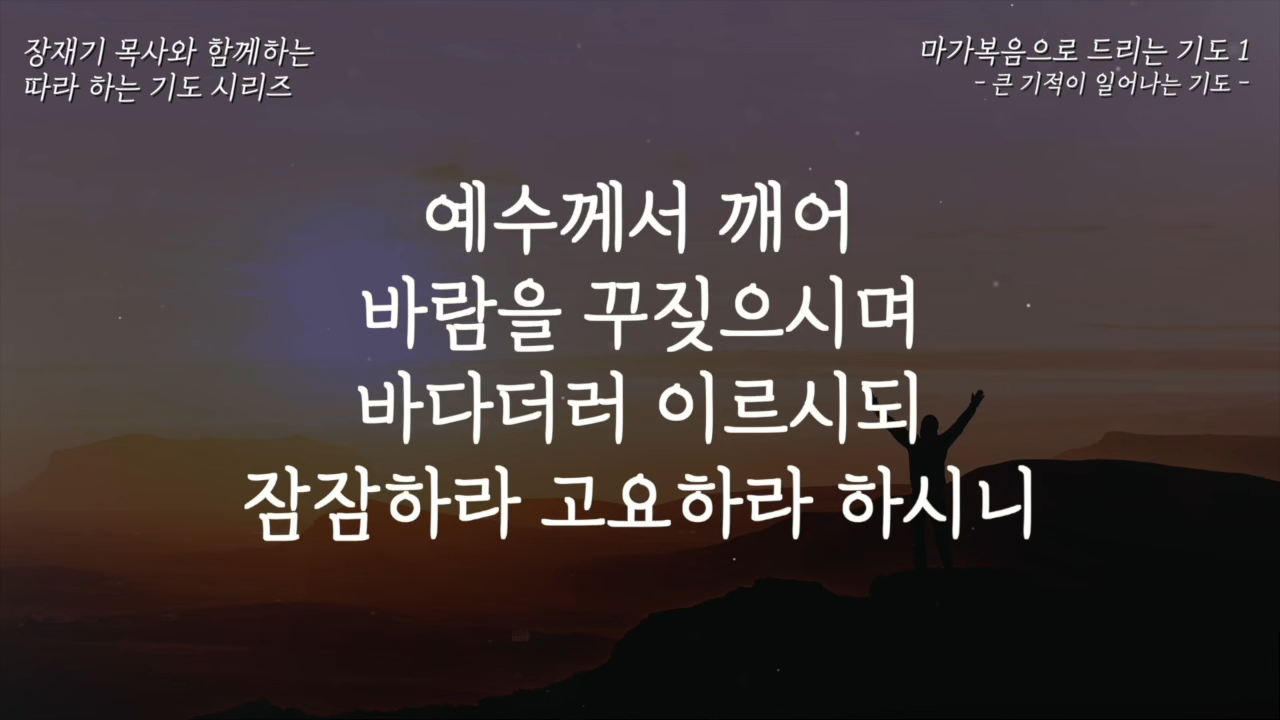 장재기 목사와 함께하는
따라 하는 기도 시리즈
마가복음으로 드리는 기도 1
- 큰 기적이 일어나는 기도 -
예수께서 깨어
바람을 꾸짖으시며
바다더러 이르시되
잠잠하라 고요하라 하시니